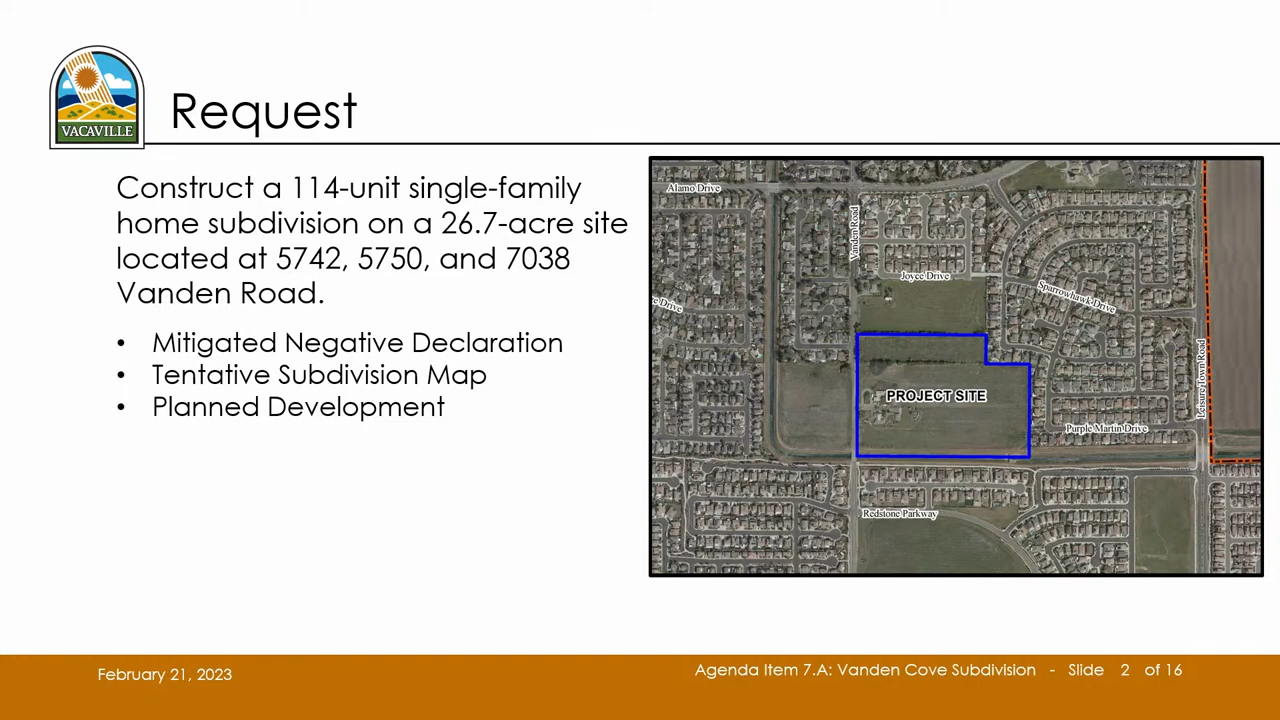 VACAVILLE
Request
Construct a 114-unit single-family
home subdivision on a 26.7-acre site
located at 5742, 5750, and 7038
Vanden Road.
• Mitigated Negative Declaration
• Tentative Subdivision Map
• Planned Development
Alamo Drive
Vanden Road
Joyce Drive
Sparrowhawk Drive
e Drive
Leisure Town Road
PROJECT SITE
Purple Martin Drive
Redstone Parkway
February 21, 2023
Agenda Item 7.A: Vanden Cove Subdivision - Slide 2 of 16